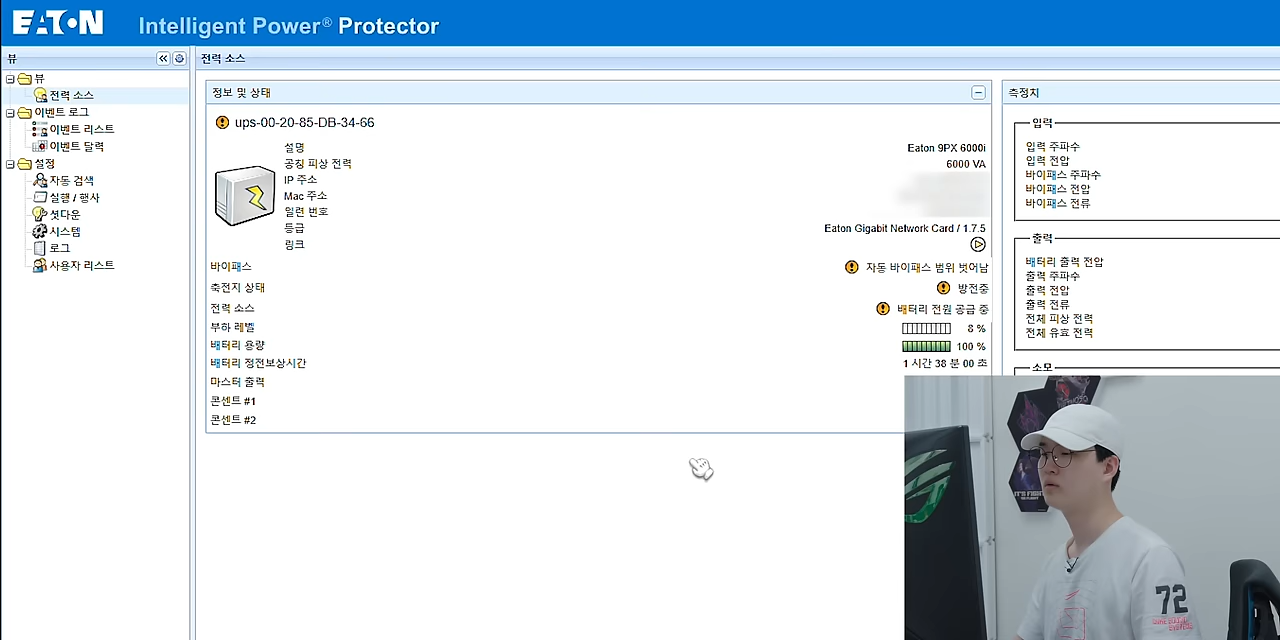 EATON
Intelligent Power® Protector
뷰
전력 소스
뷰
전력 소스
이벤트 로그
이벤트 리스트
이벤트 달력
설정
자동 검색
실행 / 행사
셧다운
시스템
로그
사용자 리스트
정보 및 상태
ups-00-20-85-DB-34-66
설명
Eaton 9PX 6000i
공칭 피상 전력
6000 VA
IP 주소
Mac 주소
일련 번호
등급
Eaton Gigabit Network Card / 1.7.5
링크
바이패스
자동 바이패스 범위 벗어남
축전지 상태
방전중
전력 소스
배터리 전원 공급 중
부하 레벨
8 %
배터리 용량
100 %
배터리 정전보상시간
1 시간 38 분 00 초
마스터 출력
콘센트 #1
콘센트 #2
측정치
입력
입력 주파수
입력 전압
바이패스 주파수
바이패스 전압
바이패스 전류
출력
배터리 출력 전압
출력 주파수
출력 전압
출력 전류
전체 피상 전력
전체 유효 전력
소모
IT'S FIGHT
72